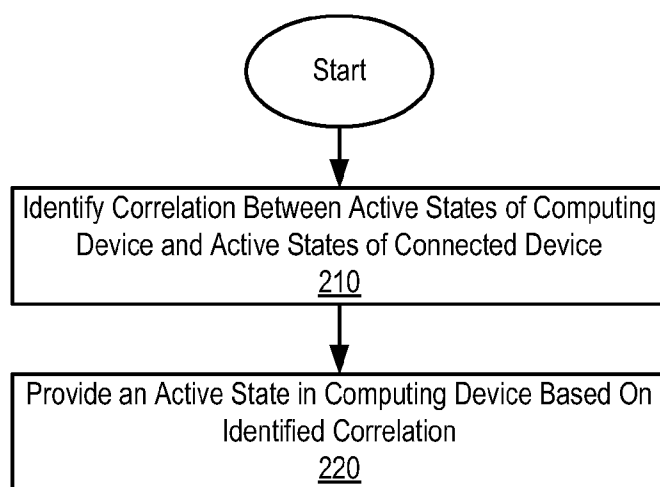 Start
Identify Correlation Between Active States of Computing
Device and Active States of Connected Device
210
Provide an Active State in Computing Device Based On
Identified Correlation
220